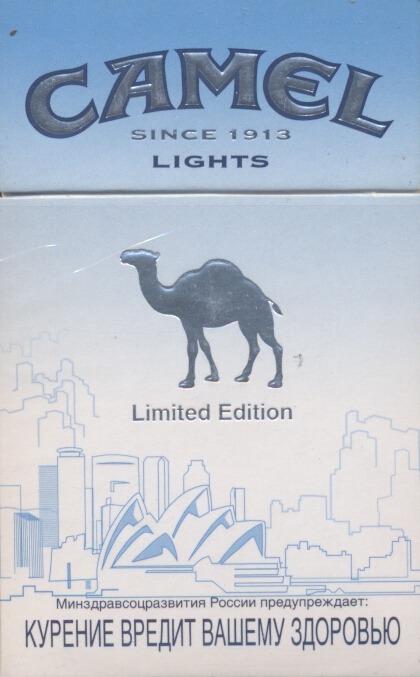 CAMEL
SINCE 1913
LIGHTS
Limited Edition
Минздравсоцразвития России предупреждает:
КУРЕНИЕ ВРЕДИТ ВАШЕМУ ЗДОРОВЬЮ